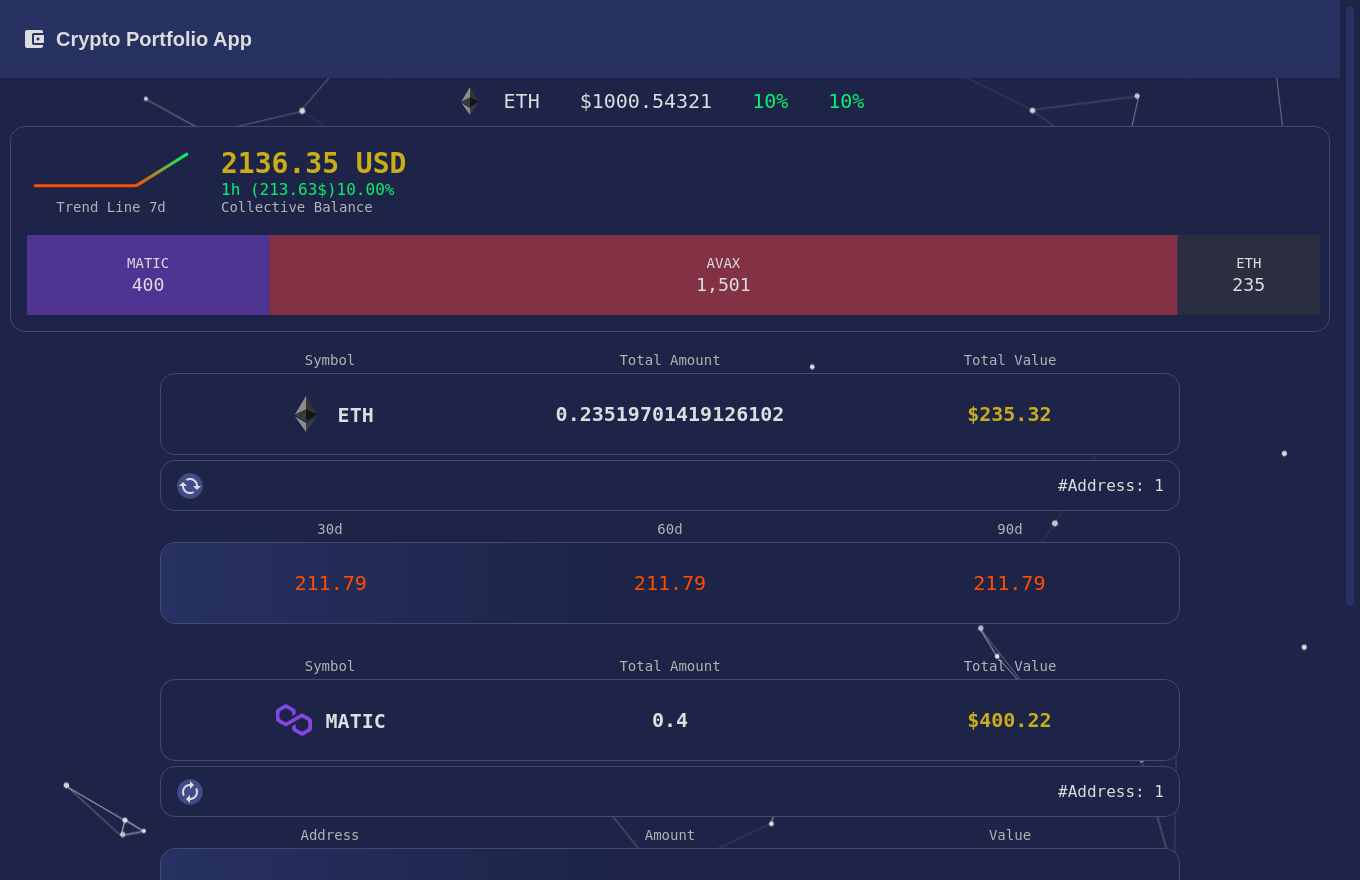 Crypto Portfolio App
ETH $1000.54321 10% 10%
2136.35 USD
1h (213.63$)10.00%
Trend Line 7d Collective Balance
MATIC AVAX ETH
400 1,501 235
Symbol Total Amount Total Value
ETH 0.23519701419126102 $235.32
#Address: 1
30d 60d 90d
211.79 211.79 211.79
Symbol Total Amount Total Value
MATIC 0.4 $400.22
#Address: 1
Address Amount Value